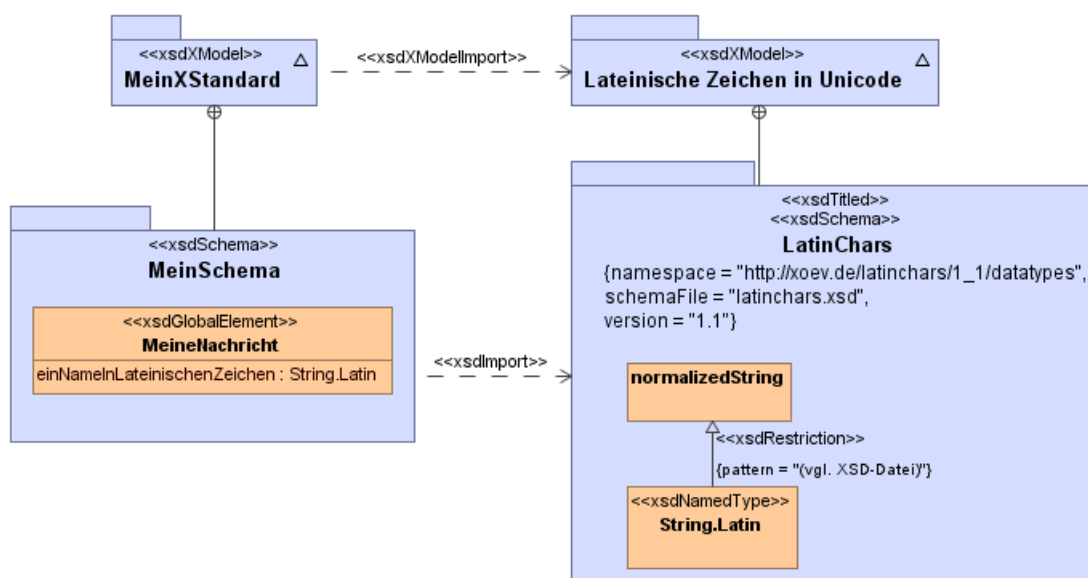 <<xsdXModel>>
MeinXStandard
<<xsdXModelImport>>
<<xsdXModel>>
Lateinische Zeichen in Unicode
<<xsdSchema>>
MeinSchema
<<xsdGlobalElement>>
MeineNachricht
einNameInLateinischenZeichen : String.Latin
<<xsdImport>>
<<xsdTitled>>
<<xsdSchema>>
LatinChars
{namespace = "http://xoev.de/latinchars/1_1/datatypes",
schemaFile = "latinchars.xsd",
version = "1.1"}
normalizedString
<<xsdRestriction>>
{pattern = "(vgl. XSD-Datei)"}
<<xsdNamedType>>
String.Latin